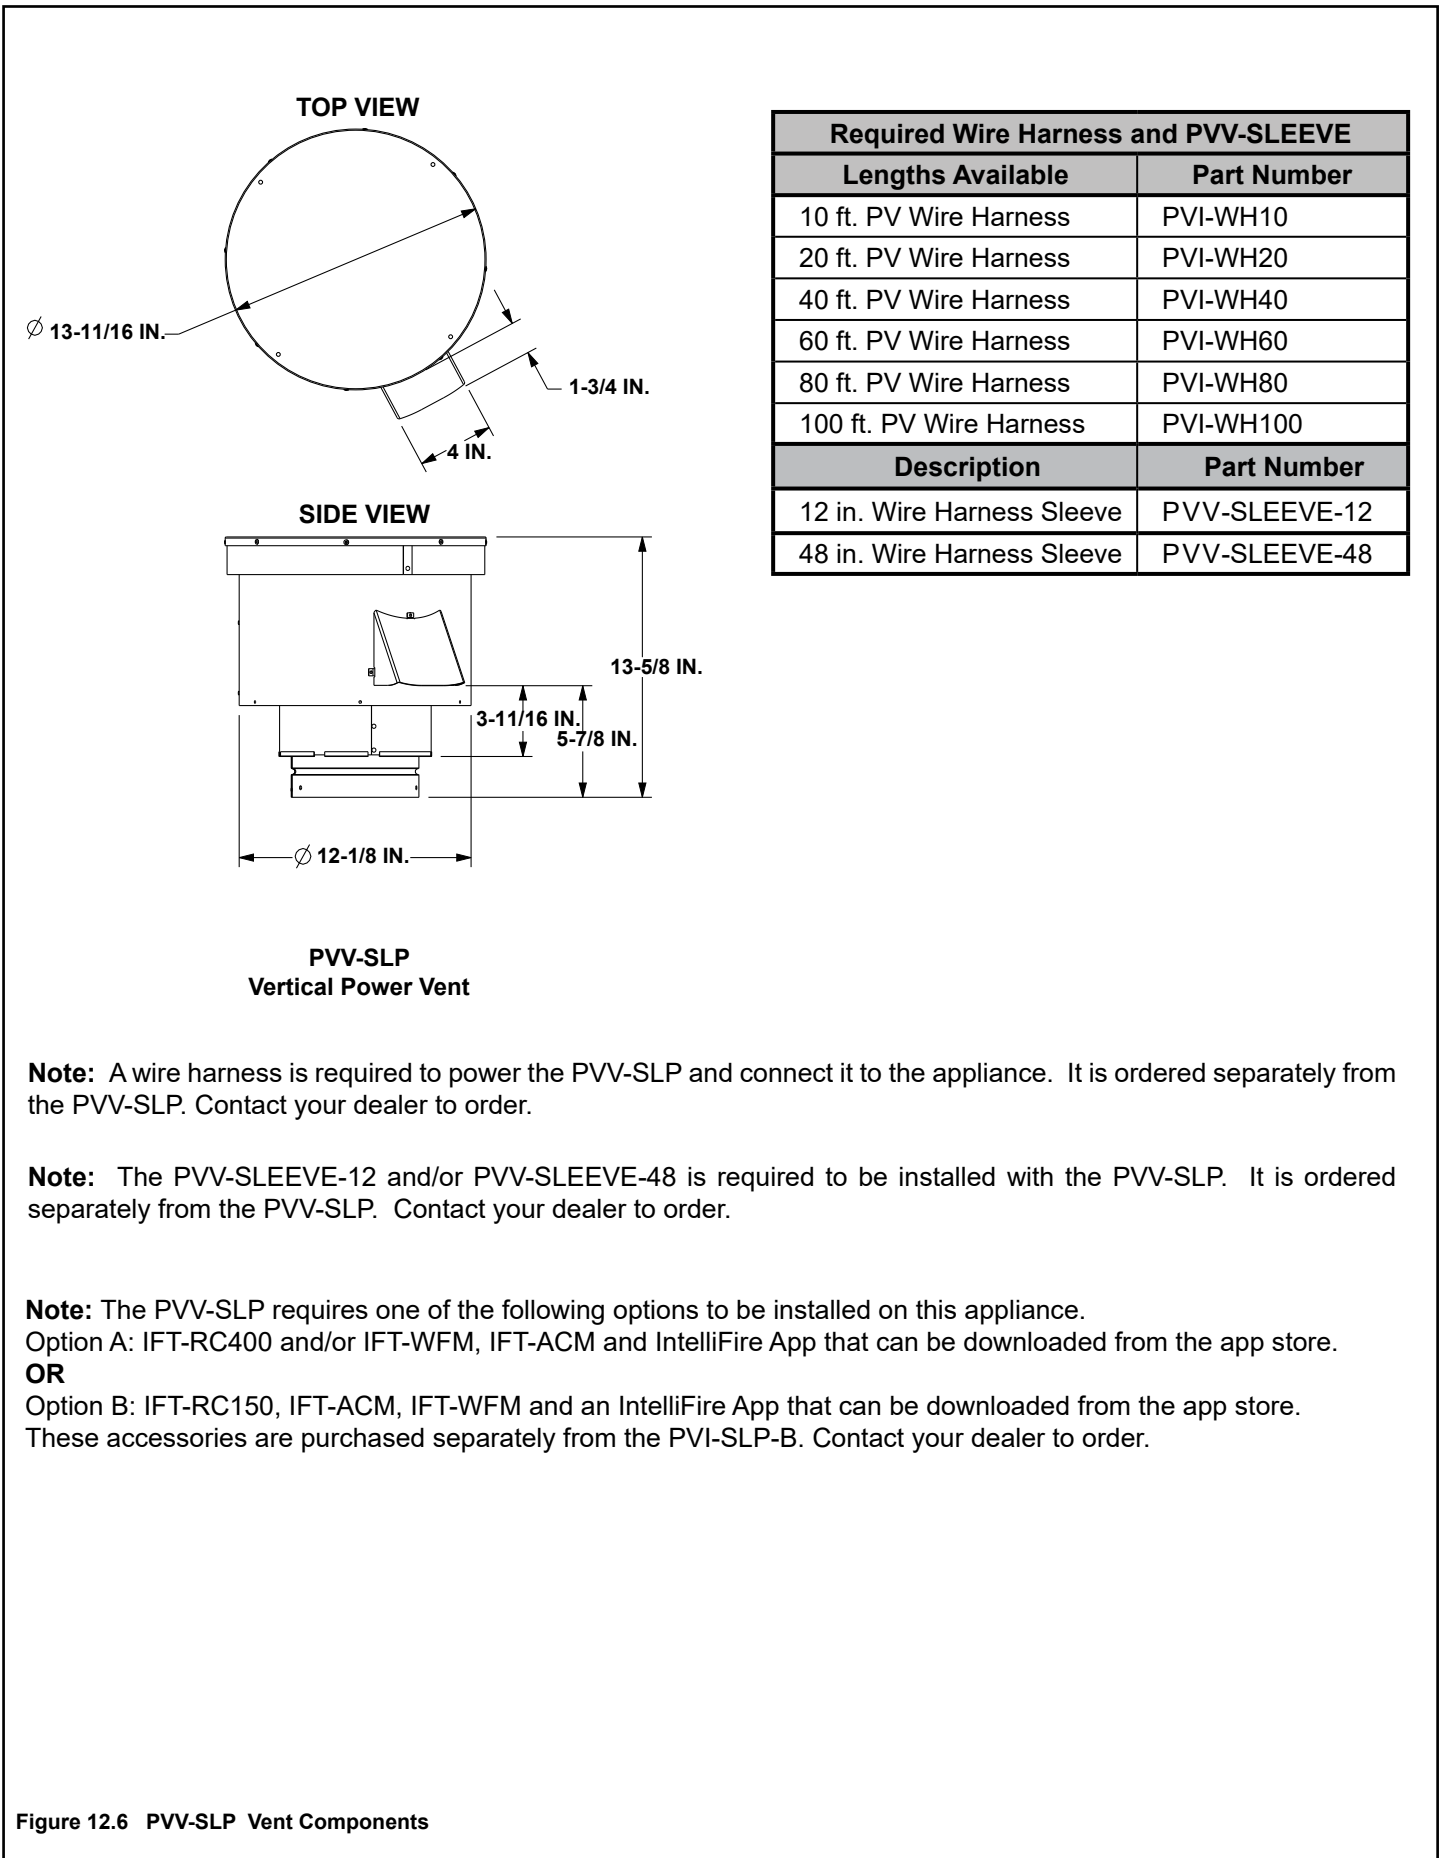 TOP VIEW
Ø 13-11/16 IN.
1-3/4 IN.
4 IN.
SIDE VIEW
13-5/8 IN.
3-11/16 IN.
5-7/8 IN.
Ø 12-1/8 IN.
PVV-SLP
Vertical Power Vent
Required Wire Harness and PVV-SLEEVE
Lengths Available Part Number
10 ft. PV Wire Harness PVI-WH10
20 ft. PV Wire Harness PVI-WH20
40 ft. PV Wire Harness PVI-WH40
60 ft. PV Wire Harness PVI-WH60
80 ft. PV Wire Harness PVI-WH80
100 ft. PV Wire Harness PVI-WH100
Description Part Number
12 in. Wire Harness Sleeve PVV-SLEEVE-12
48 in. Wire Harness Sleeve PVV-SLEEVE-48
Note: A wire harness is required to power the PVV-SLP and connect it to the appliance. It is ordered separately from
the PVV-SLP. Contact your dealer to order.
Note: The PVV-SLEEVE-12 and/or PVV-SLEEVE-48 is required to be installed with the PVV-SLP. It is ordered
separately from the PVV-SLP. Contact your dealer to order.
Note: The PVV-SLP requires one of the following options to be installed on this appliance.
Option A: IFT-RC400 and/or IFT-WFM, IFT-ACM and IntelliFire App that can be downloaded from the app store.
OR
Option B: IFT-RC150, IFT-ACM, IFT-WFM and an IntelliFire App that can be downloaded from the app store.
These accessories are purchased separately from the PVI-SLP-B. Contact your dealer to order.
Figure 12.6 PVV-SLP Vent Components